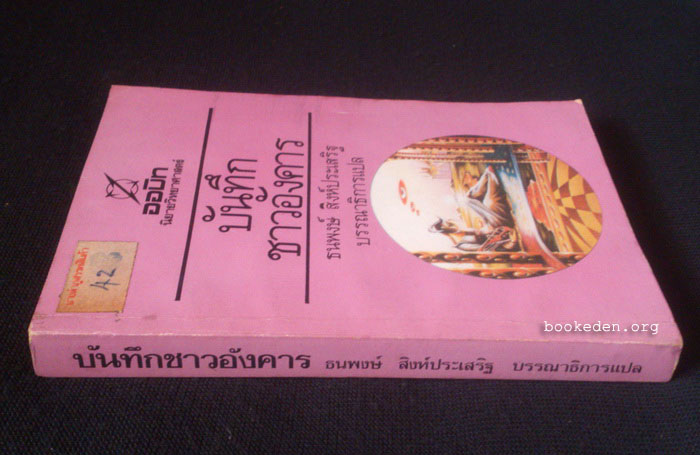 ออบิท
นิยายวิทยาศาสตร์
บันทึก
ชาวอังคาร
ธนพงษ์ สิงห์ประเสริฐ
บรรณาธิการแปล
42
bookeden.org
บันทึกชาวอังคาร ธนพงษ์ สิงห์ประเสริฐ บรรณาธิการแปล